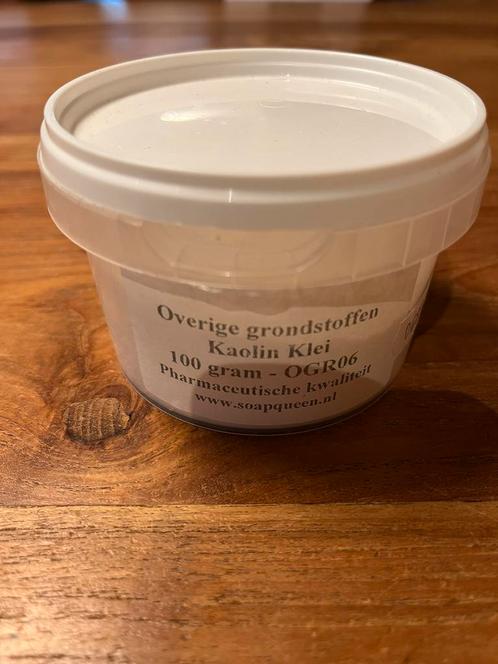 Overige grondstoffen
Kaolin Klei
100 gram - OGR06
Pharmaceutische kwaliteit
www.soapqueen.nl